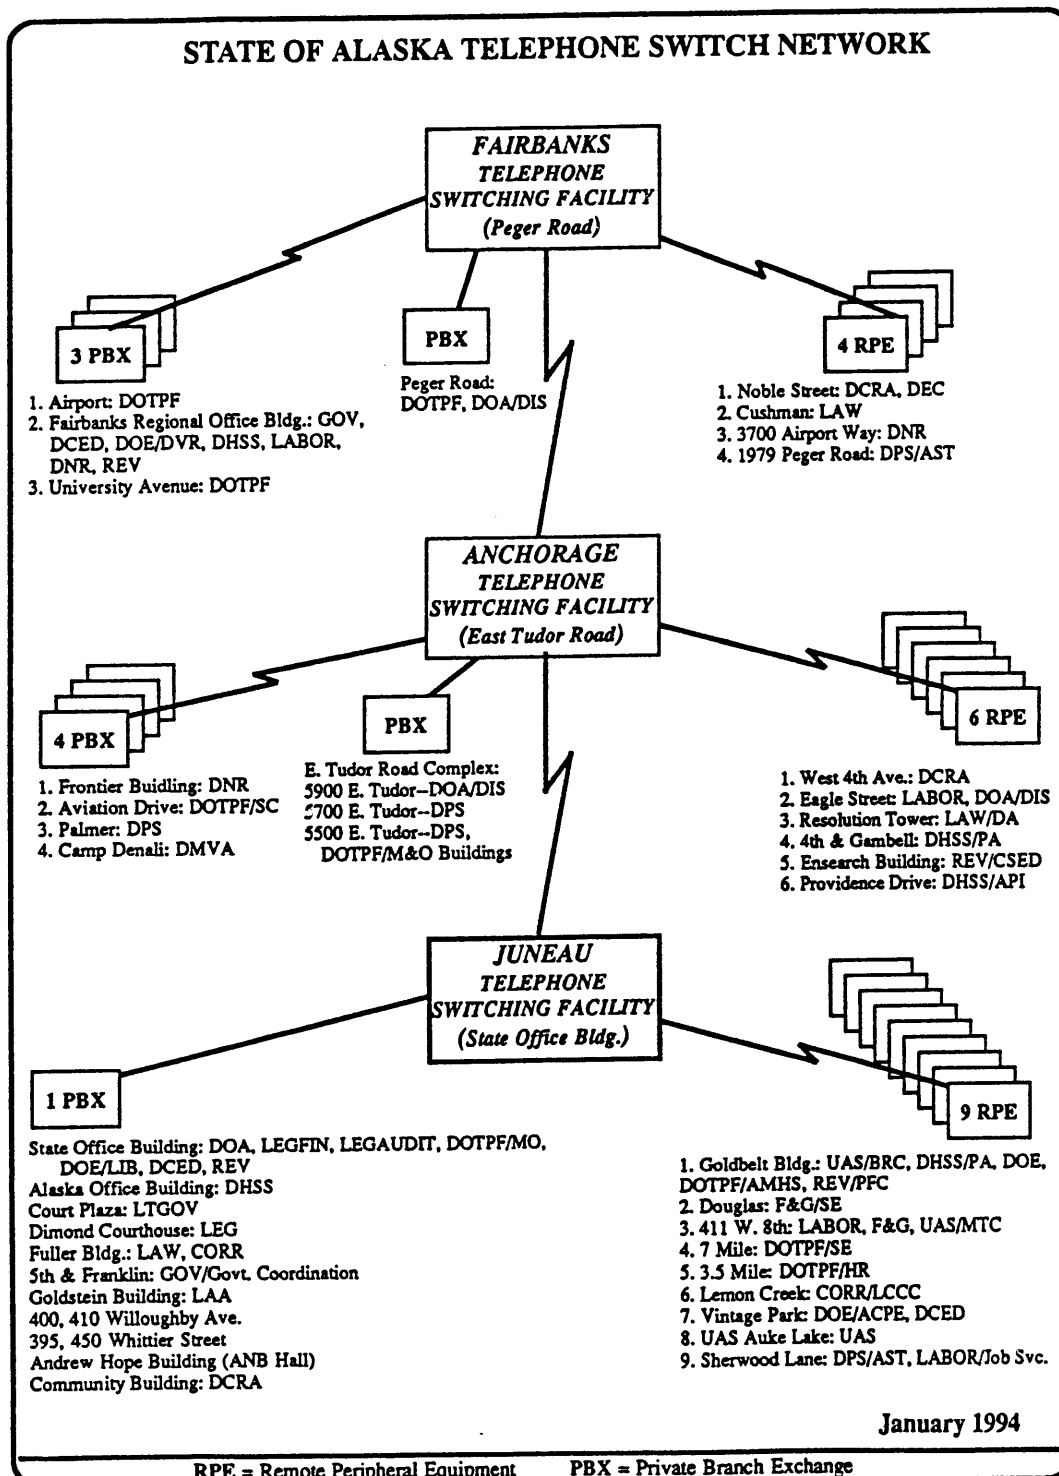 STATE OF ALASKA TELEPHONE SWITCH NETWORK
FAIRBANKS
TELEPHONE
SWITCHING FACILITY
(Peger Road)
3 PBX
1. Airport: DOTPF
2. Fairbanks Regional Office Bldg.: GOV,
DCED, DOE/DVR, DHSS, LABOR,
DNR, REV
3. University Avenue: DOTPF
PBX
Peger Road:
DOTPF, DOA/DIS
4 RPE
1. Noble Street: DCRA, DEC
2. Cushman: LAW
3. 3700 Airport Way: DNR
4. 1979 Peger Road: DPS/AST
ANCHORAGE
TELEPHONE
SWITCHING FACILITY
(East Tudor Road)
4 PBX
1. Frontier Buidling: DNR
2. Aviation Drive: DOTPF/SC
3. Palmer: DPS
4. Camp Denali: DMVA
PBX
E. Tudor Road Complex:
5900 E. Tudor--DOA/DIS
5700 E. Tudor--DPS
5500 E. Tudor--DPS,
DOTPF/M&O Buildings
6 RPE
1. West 4th Ave.: DCRA
2. Eagle Street: LABOR, DOA/DIS
3. Resolution Tower: LAW/DA
4. 4th & Gambell: DHSS/PA
5. Ensearch Building: REV/CSED
6. Providence Drive: DHSS/API
JUNEAU
TELEPHONE
SWITCHING FACILITY
(State Office Bldg.)
1 PBX
State Office Building: DOA, LEGFIN, LEGAUDIT, DOTPF/MO,
DOE/LIB, DCED, REV
Alaska Office Building: DHSS
Court Plaza: LTGOV
Dimond Courthouse: LEG
Fuller Bldg.: LAW, CORR
5th & Franklin: GOV/Govt. Coordination
Goldstein Building: LAA
400, 410 Willoughby Ave.
395, 450 Whittier Street
Andrew Hope Building (ANB Hall)
Community Building: DCRA
9 RPE
1. Goldbelt Bldg.: UAS/BRC, DHSS/PA, DOE,
DOTPF/AMHS, REV/PFC
2. Douglas: F&G/SE
3. 411 W. 8th: LABOR, F&G, UAS/MTC
4. 7 Mile: DOTPF/SE
5. 3.5 Mile: DOTPF/HR
6. Lemon Creek: CORR/LCCC
7. Vintage Park: DOE/ACPE, DCED
8. UAS Auke Lake: UAS
9. Sherwood Lane: DPS/AST, LABOR/Job Svc.
January 1994
RPE = Remote Peripheral Equipment PBX = Private Branch Exchange